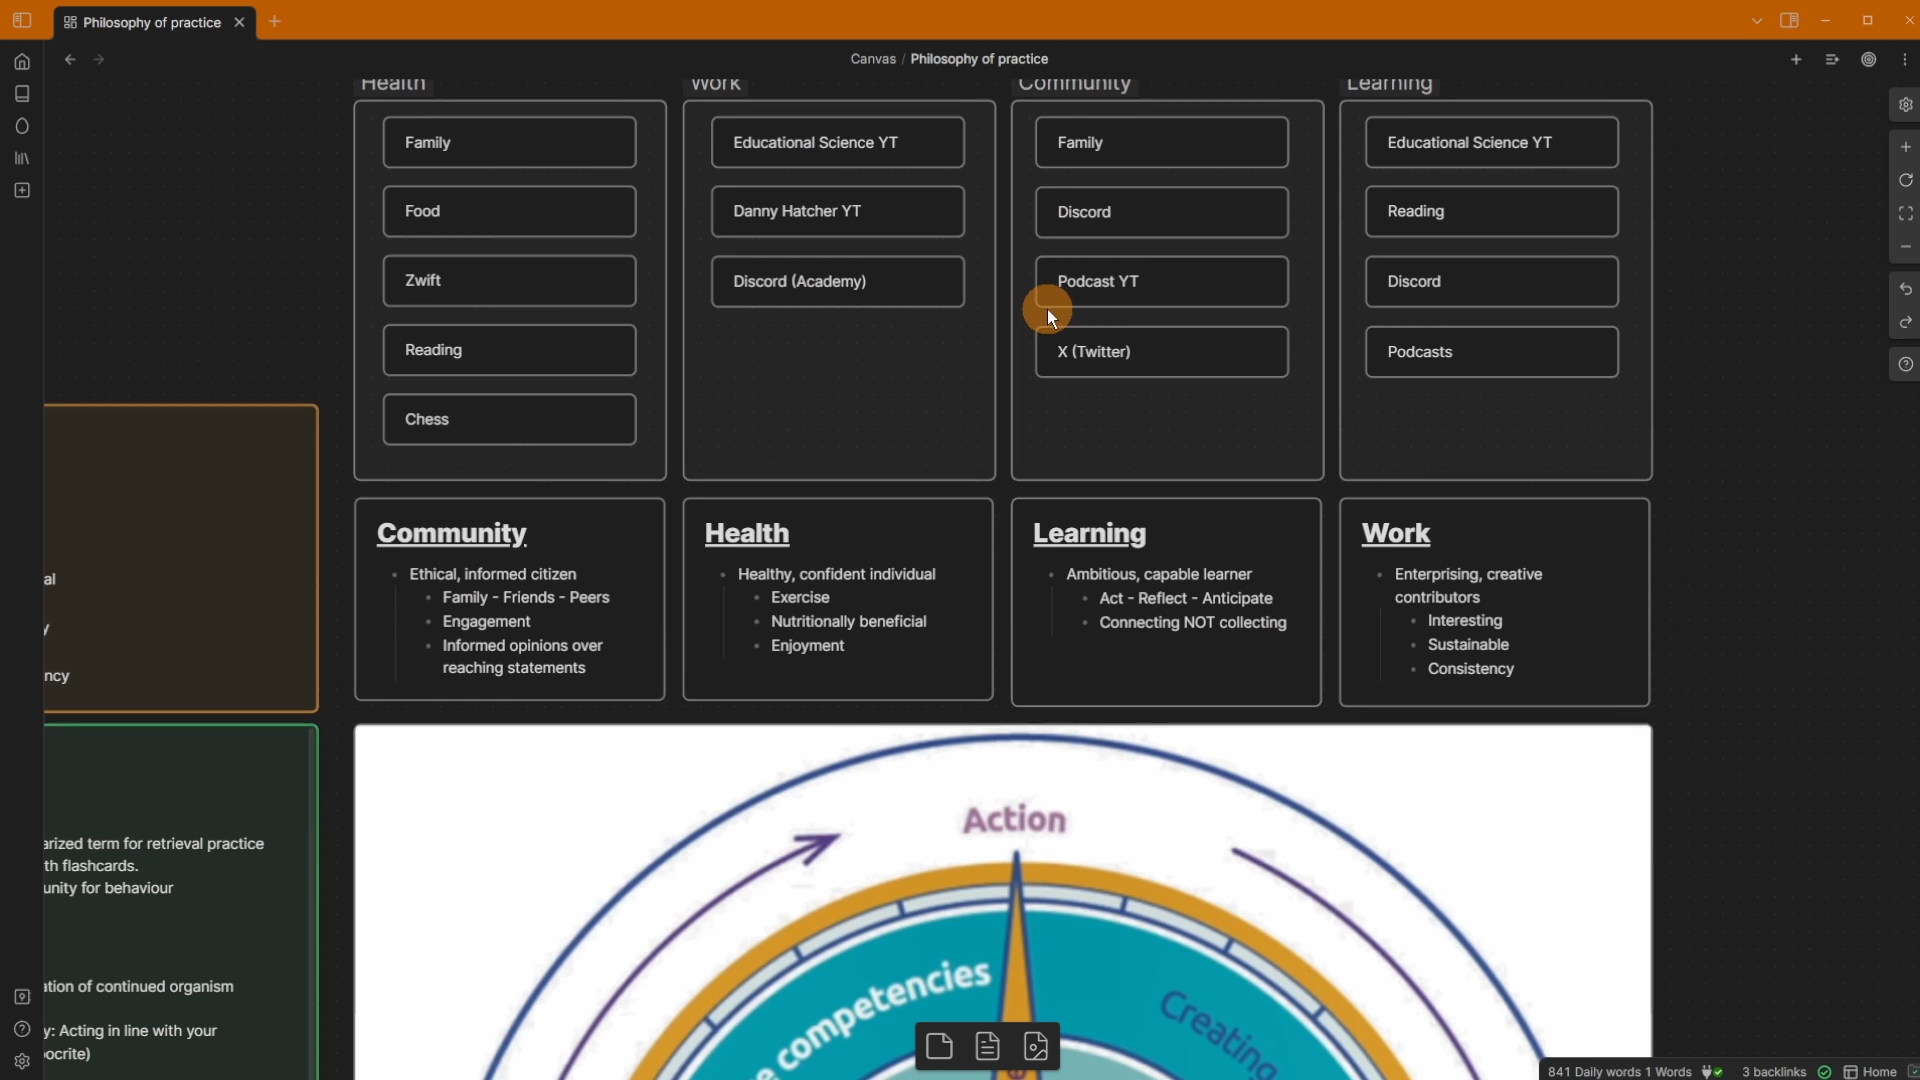 Philosophy of practice
Canvas / Philosophy of practice
Health
Family
Food
Zwift
Reading
Chess
Work
Educational Science YT
Danny Hatcher YT
Discord (Academy)
Community
Family
Discord
Podcast YT
X (Twitter)
Learning
Educational Science YT
Reading
Discord
Podcasts
Community
Ethical, informed citizen
Family - Friends - Peers
Engagement
Informed opinions over
reaching statements
Health
Healthy, confident individual
Exercise
Nutritionally beneficial
Enjoyment
Learning
Ambitious, capable learner
Act - Reflect - Anticipate
Connecting NOT collecting
Work
Enterprising, creative
contributors
Interesting
Sustainable
Consistency
al
y
ncy
arized term for retrieval practice
th flashcards.
unity for behaviour
ation of continued organism
y: Acting in line with your
ocrite)
Action
e competencies
Creating
841 Daily words 1 Words
3 backlinks
Home